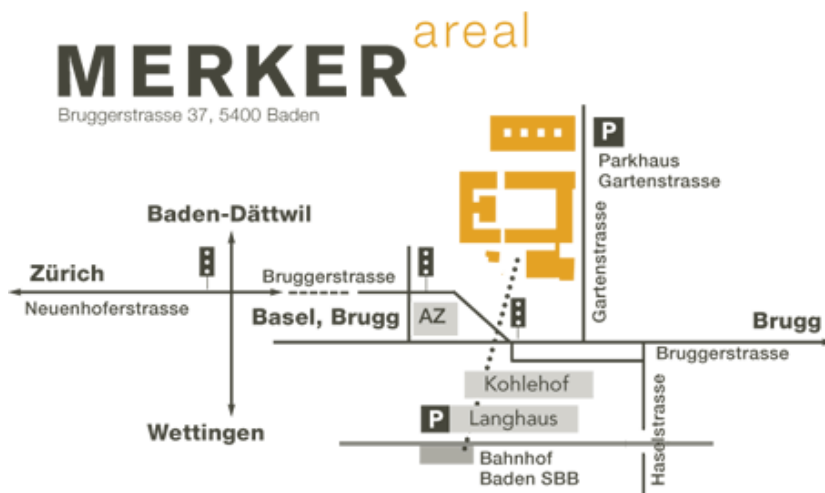 areal
MERKER
Bruggerstrasse 37, 5400 Baden
P
Parkhaus
Gartenstrasse
Gartenstrasse
Baden-Dättwil
Zürich
Neuenhoferstrasse
Bruggerstrasse
Basel, Brugg
AZ
Brugg
Bruggerstrasse
Kohlehof
P
Langhaus
Wettingen
Haselstrasse
Bahnhof
Baden SBB